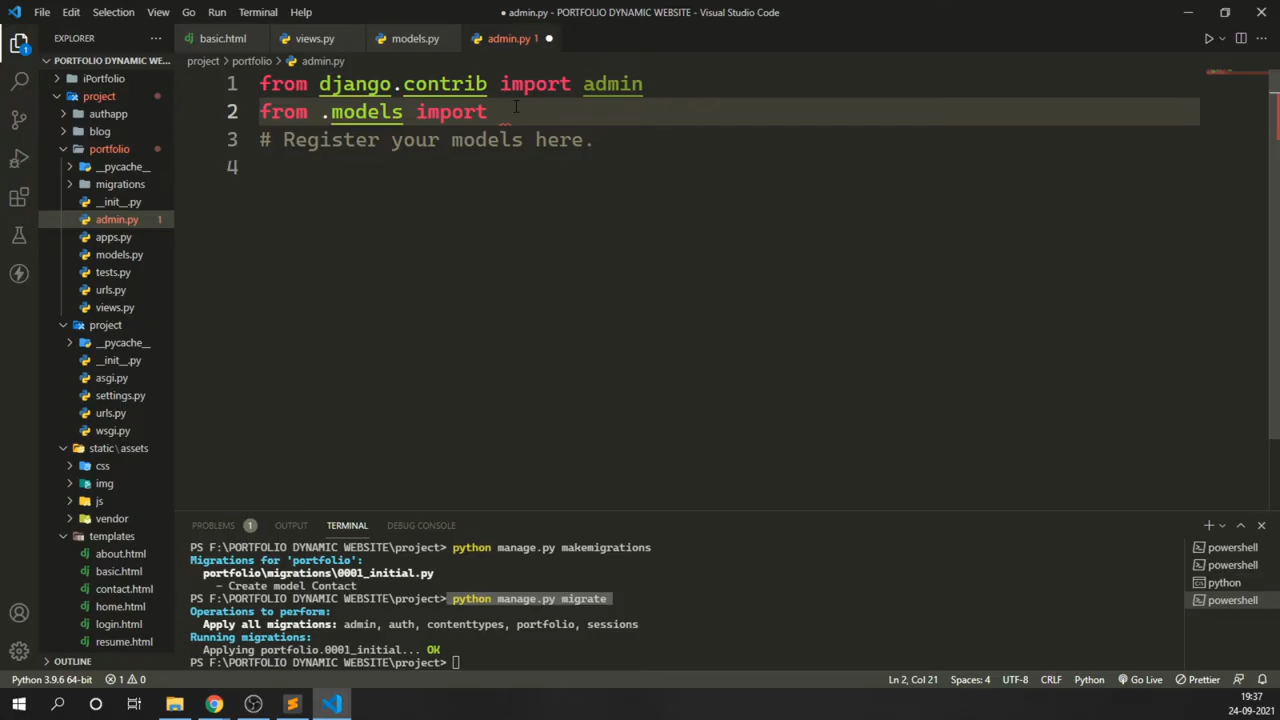 File Edit Selection View Go Run Terminal Help
● admin.py - PORTFOLIO DYNAMIC WEBSITE - Visual Studio Code
EXPLORER ···
basic.html
views.py
models.py
admin.py 1
PORTFOLIO DYNAMIC WE...
project > portfolio > admin.py
iPortfolio
project
authapp
blog
portfolio
__pycache__
migrations
__init__.py
admin.py 1
apps.py
models.py
tests.py
urls.py
views.py
project
__pycache__
__init__.py
asgi.py
settings.py
urls.py
wsgi.py
static\assets
css
img
js
vendor
templates
about.html
basic.html
contact.html
home.html
login.html
resume.html
OUTLINE
1 from django.contrib import admin
2 from .models import
3 # Register your models here.
4
PROBLEMS 1 OUTPUT TERMINAL DEBUG CONSOLE
PS F:\PORTFOLIO DYNAMIC WEBSITE\project> python manage.py makemigrations
Migrations for 'portfolio':
portfolio\migrations\0001_initial.py
- Create model Contact
PS F:\PORTFOLIO DYNAMIC WEBSITE\project> python manage.py migrate
Operations to perform:
Apply all migrations: admin, auth, contenttypes, portfolio, sessions
Running migrations:
Applying portfolio.0001_initial... OK
PS F:\PORTFOLIO DYNAMIC WEBSITE\project>
powershell
powershell
python
powershell
Python 3.9.6 64-bit 1 0 Ln 2, Col 21 Spaces: 4 UTF-8 CRLF Python Go Live Prettier
19:37
24-09-2021